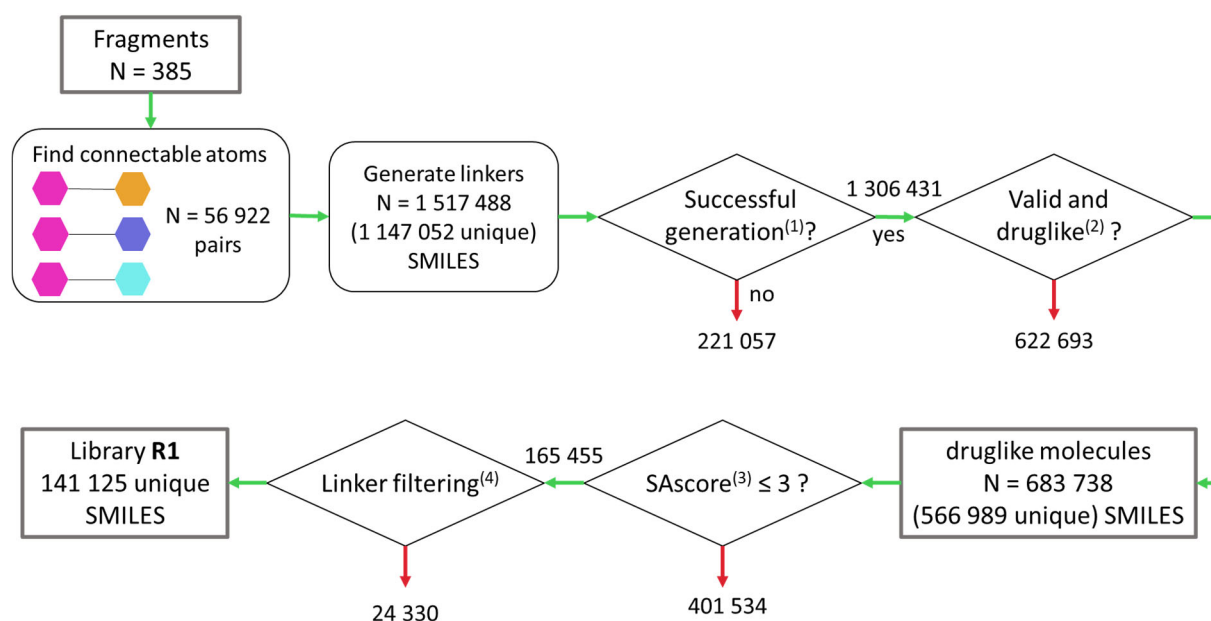 Fragments
N = 385
Find connectable atoms
N = 56 922
pairs
Generate linkers
N = 1 517 488
(1 147 052 unique)
SMILES
Successful
generation(1)?
1 306 431
yes
no
221 057
Valid and
druglike(2) ?
622 693
druglike molecules
N = 683 738
(566 989 unique) SMILES
SAscore(3) ≤ 3 ?
401 534
165 455
Linker filtering(4)
24 330
Library R1
141 125 unique
SMILES